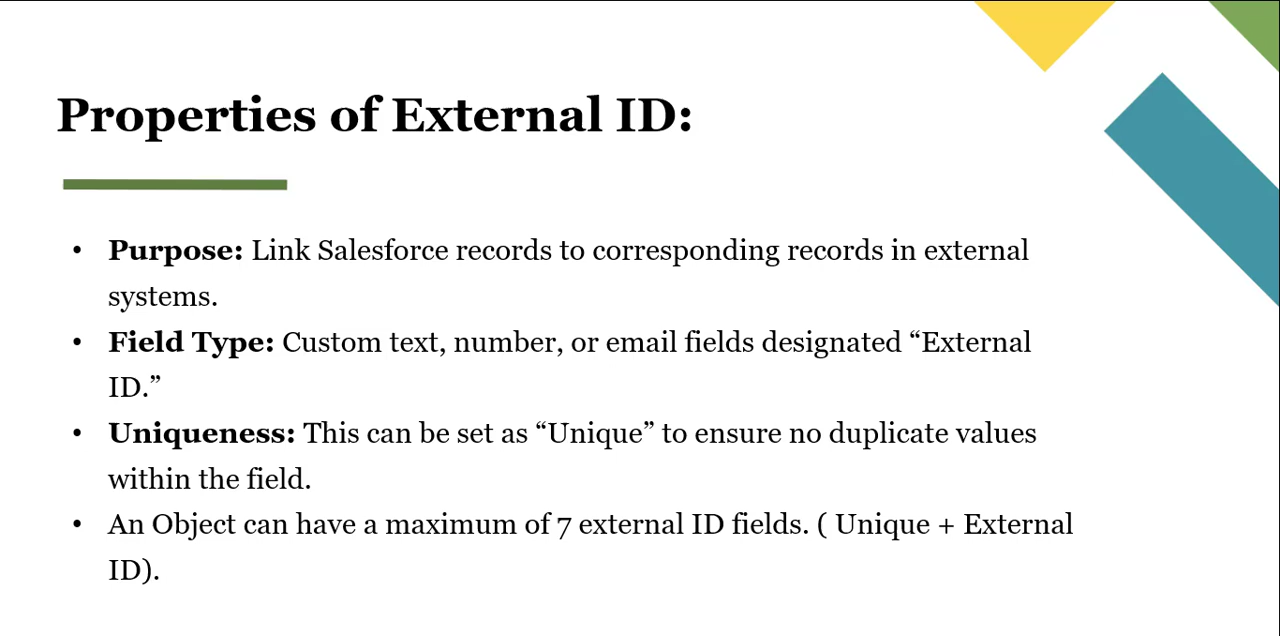 Properties of External ID:
• Purpose: Link Salesforce records to corresponding records in external
systems.
• Field Type: Custom text, number, or email fields designated “External
ID.”
• Uniqueness: This can be set as “Unique” to ensure no duplicate values
within the field.
• An Object can have a maximum of 7 external ID fields. ( Unique + External
ID).